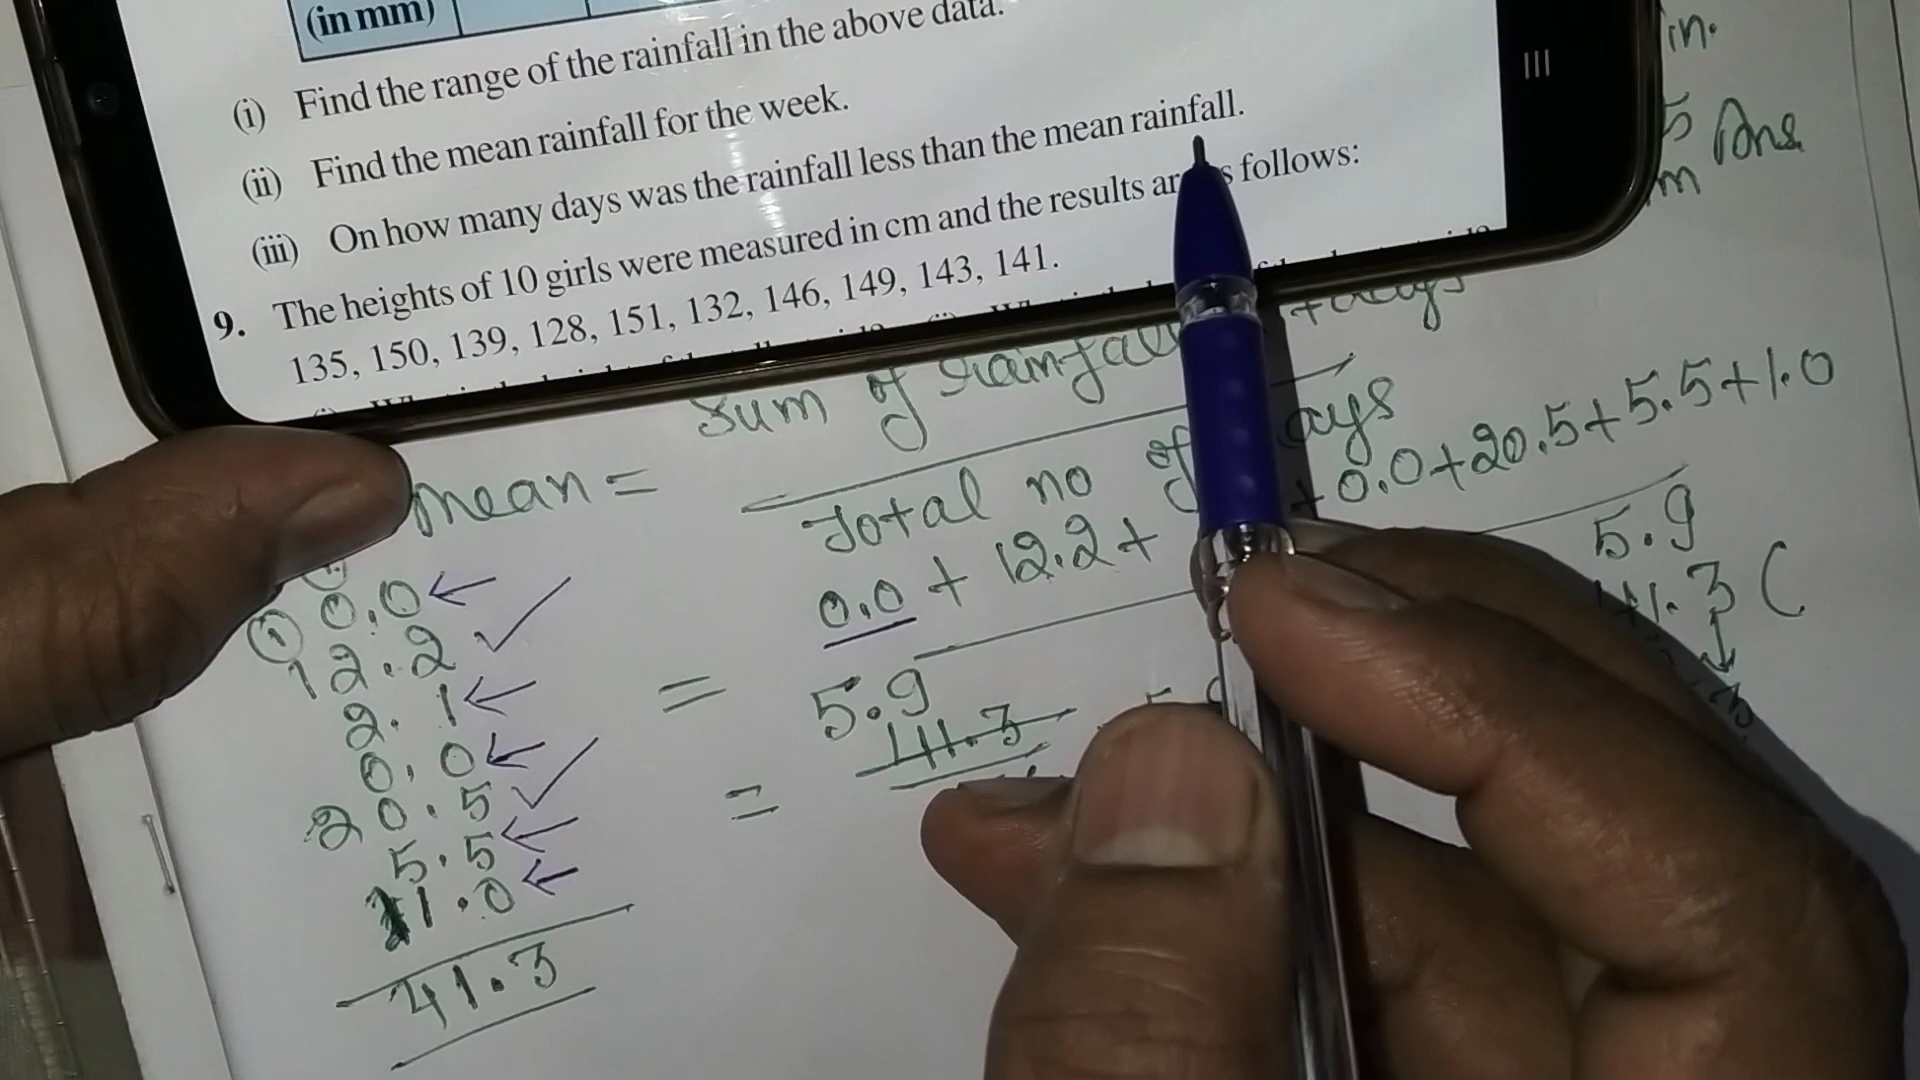 (in mm)
(i) Find the range of the rainfall in the above data.
(ii) Find the mean rainfall for the week.
(iii) On how many days was the rainfall less than the mean rainfall.
9. The heights of 10 girls were measured in cm and the results are follows:
135, 150, 139, 128, 151, 132, 146, 149, 143, 141.
in.
5 Ans
m
mean = Sum of rainfall
Total no of ays
0.0 + 12.2 + + 0.0 + 20.5 + 5.5 + 1.0
= 5.9
41.3
=
5.9
41.3 (
① 0.0 ←
12.2 ✓
2.1 ←
0.0 ←
20.5 ✓
5.5 ←
1.0 ←
41.3